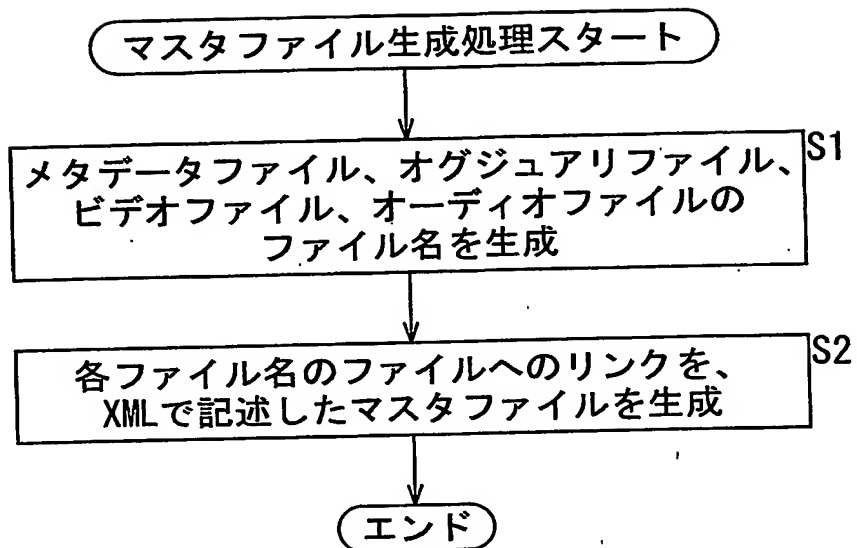 マスタファイル生成処理スタート
S1
メタデータファイル、オグジュアリファイル、
ビデオファイル、オーディオファイルの
ファイル名を生成
S2
各ファイル名のファイルへのリンクを、
XMLで記述したマスタファイルを生成
エンド